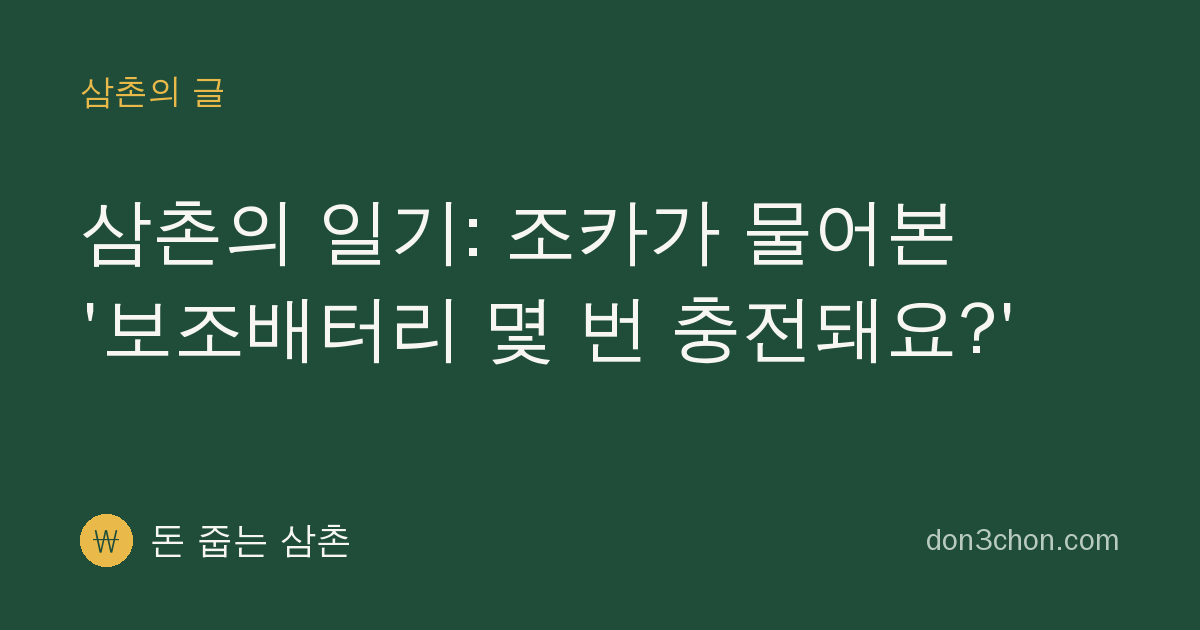 삼촌의 글
삼촌의 일기: 조카가 물어본
'보조배터리 몇 번 충전돼요?'
₩ 돈 줍는 삼촌
don3chon.com